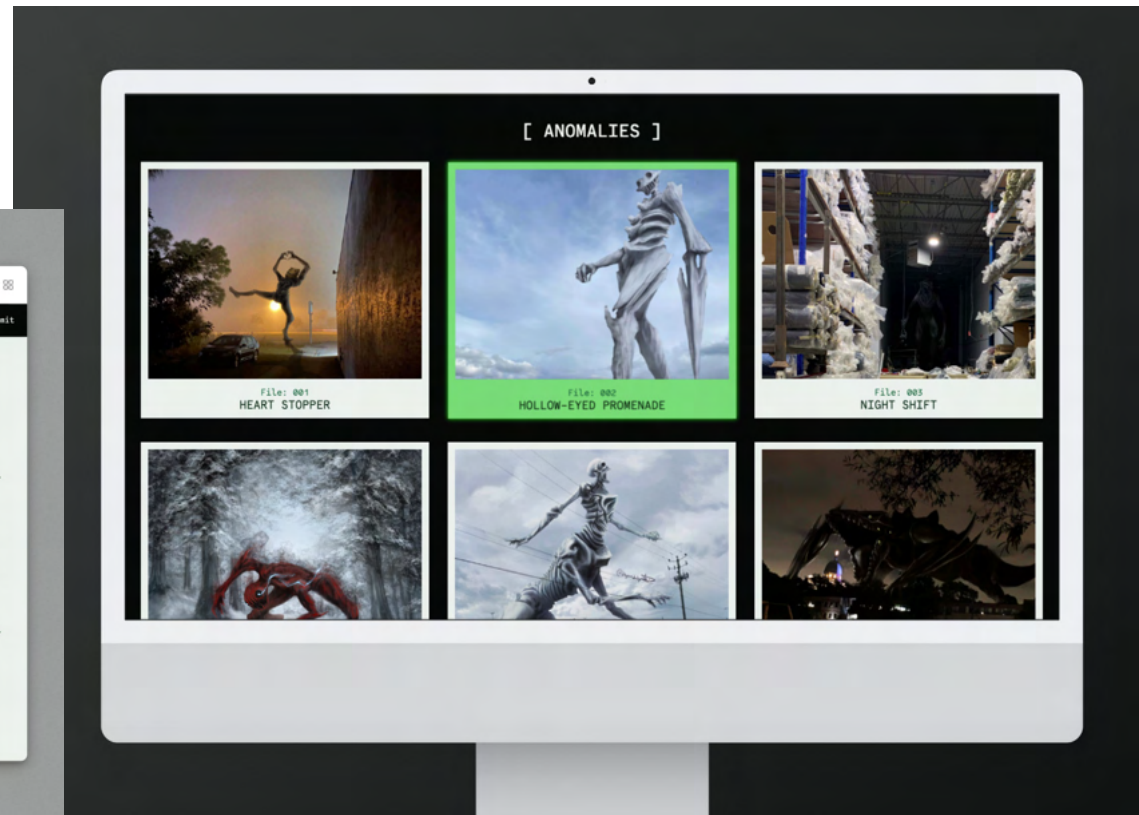 [ ANOMALIES ]
File: 001
HEART STOPPER
File: 002
HOLLOW-EYED PROMENADE
File: 003
NIGHT SHIFT